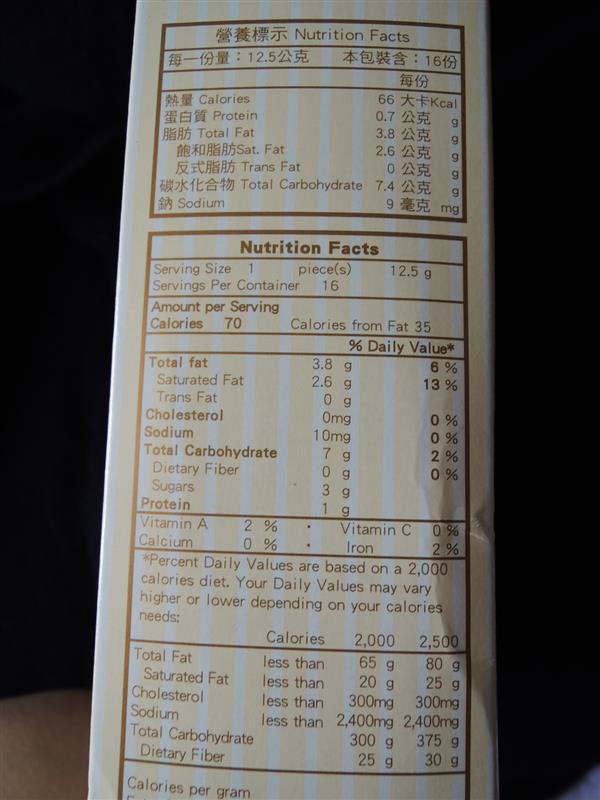 營養標示 Nutrition Facts
每一份量：12.5公克 本包裝含：16份
每份
熱量 Calories 66 大卡Kcal
蛋白質 Protein 0.7 公克 g
脂肪 Total Fat 3.8 公克 g
飽和脂肪Sat. Fat 2.6 公克 g
反式脂肪 Trans Fat 0 公克 g
碳水化合物 Total Carbohydrate 7.4 公克 g
鈉 Sodium 9 毫克 mg
Nutrition Facts
Serving Size 1 piece(s) 12.5 g
Servings Per Container 16
Amount per Serving
Calories 70 Calories from Fat 35
% Daily Value*
Total fat 3.8 g 6 %
Saturated Fat 2.6 g 13 %
Trans Fat 0 g
Cholesterol 0mg 0 %
Sodium 10mg 0 %
Total Carbohydrate 7 g 2 %
Dietary Fiber 0 g 0 %
Sugars 3 g
Protein 1 g
Vitamin A 2 % · Vitamin C 0 %
Calcium 0 % · Iron 2 %
*Percent Daily Values are based on a 2,000
calories diet. Your Daily Values may vary
higher or lower depending on your calories
needs:
Calories 2,000 2,500
Total Fat less than 65 g 80 g
Saturated Fat less than 20 g 25 g
Cholesterol less than 300mg 300mg
Sodium less than 2,400mg 2,400mg
Total Carbohydrate 300 g 375 g
Dietary Fiber 25 g 30 g
Calories per gram